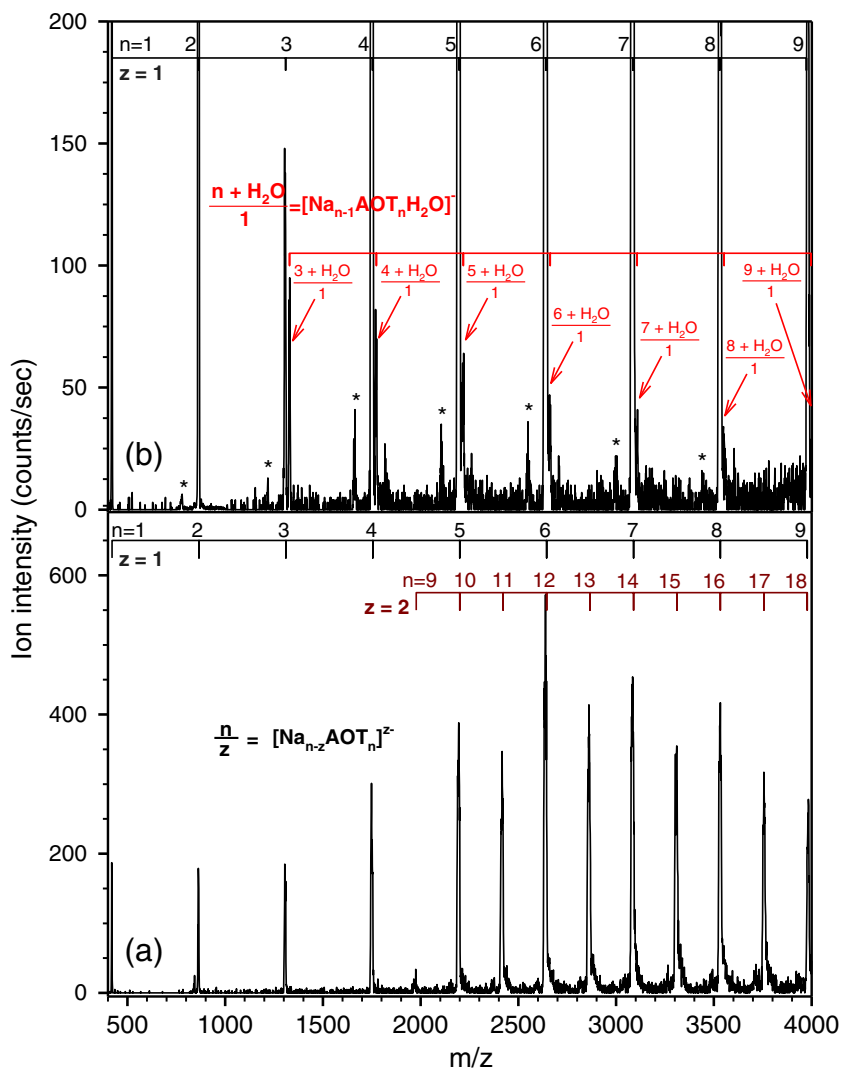 200
150
100
50
0
n=1 2 3 4 5 6 7 8 9
z = 1
n + H₂O
1
=[Naₙ₋₁AOTₙH₂O]⁻
3 + H₂O
1
4 + H₂O
1
5 + H₂O
1
6 + H₂O
1
7 + H₂O
1
8 + H₂O
1
9 + H₂O
1
* * * * * * * *
(b)
Ion intensity (counts/sec)
n=1 2 3 4 5 6 7 8 9
z = 1
n=9 10 11 12 13 14 15 16 17 18
z = 2
600
400
200
0
n
z
= [Naₙ₋zAOTₙ]ᶻ⁻
(a)
500 1000 1500 2000 2500 3000 3500 4000
m/z